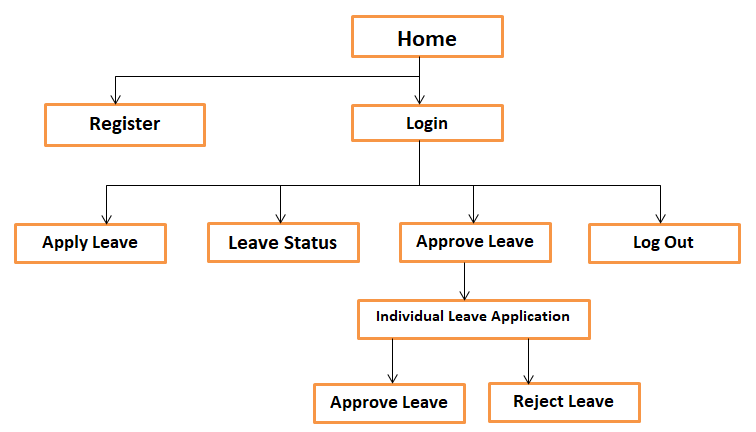 Home
Register
Login
Apply Leave
Leave Status
Approve Leave
Log Out
Individual Leave Application
Approve Leave
Reject Leave